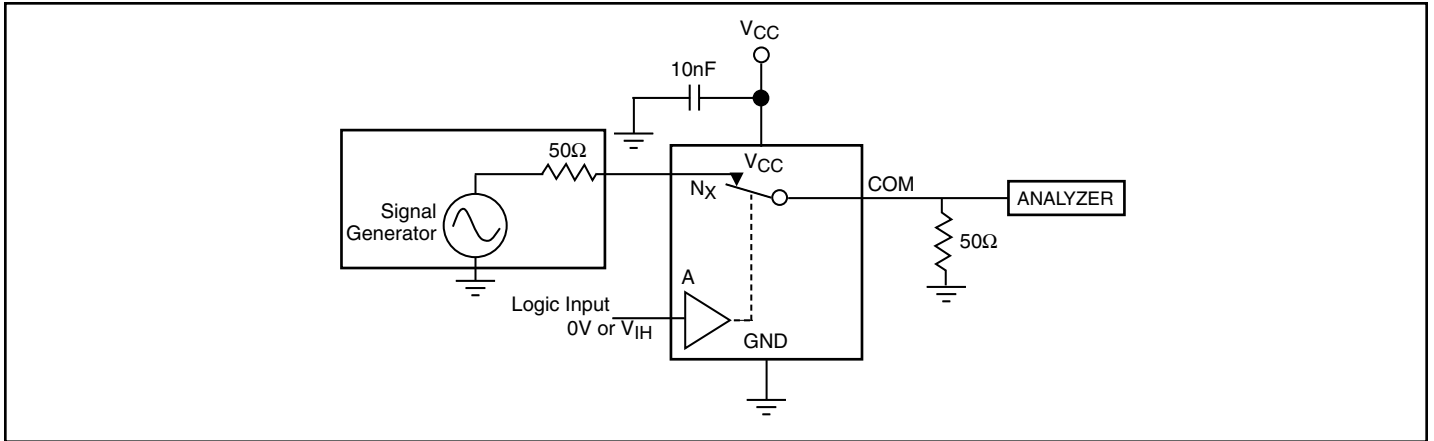 VCC
10nF
50Ω
VCC
NX
COM
ANALYZER
Signal
Generator
50Ω
A
Logic Input
0V or VIH
GND